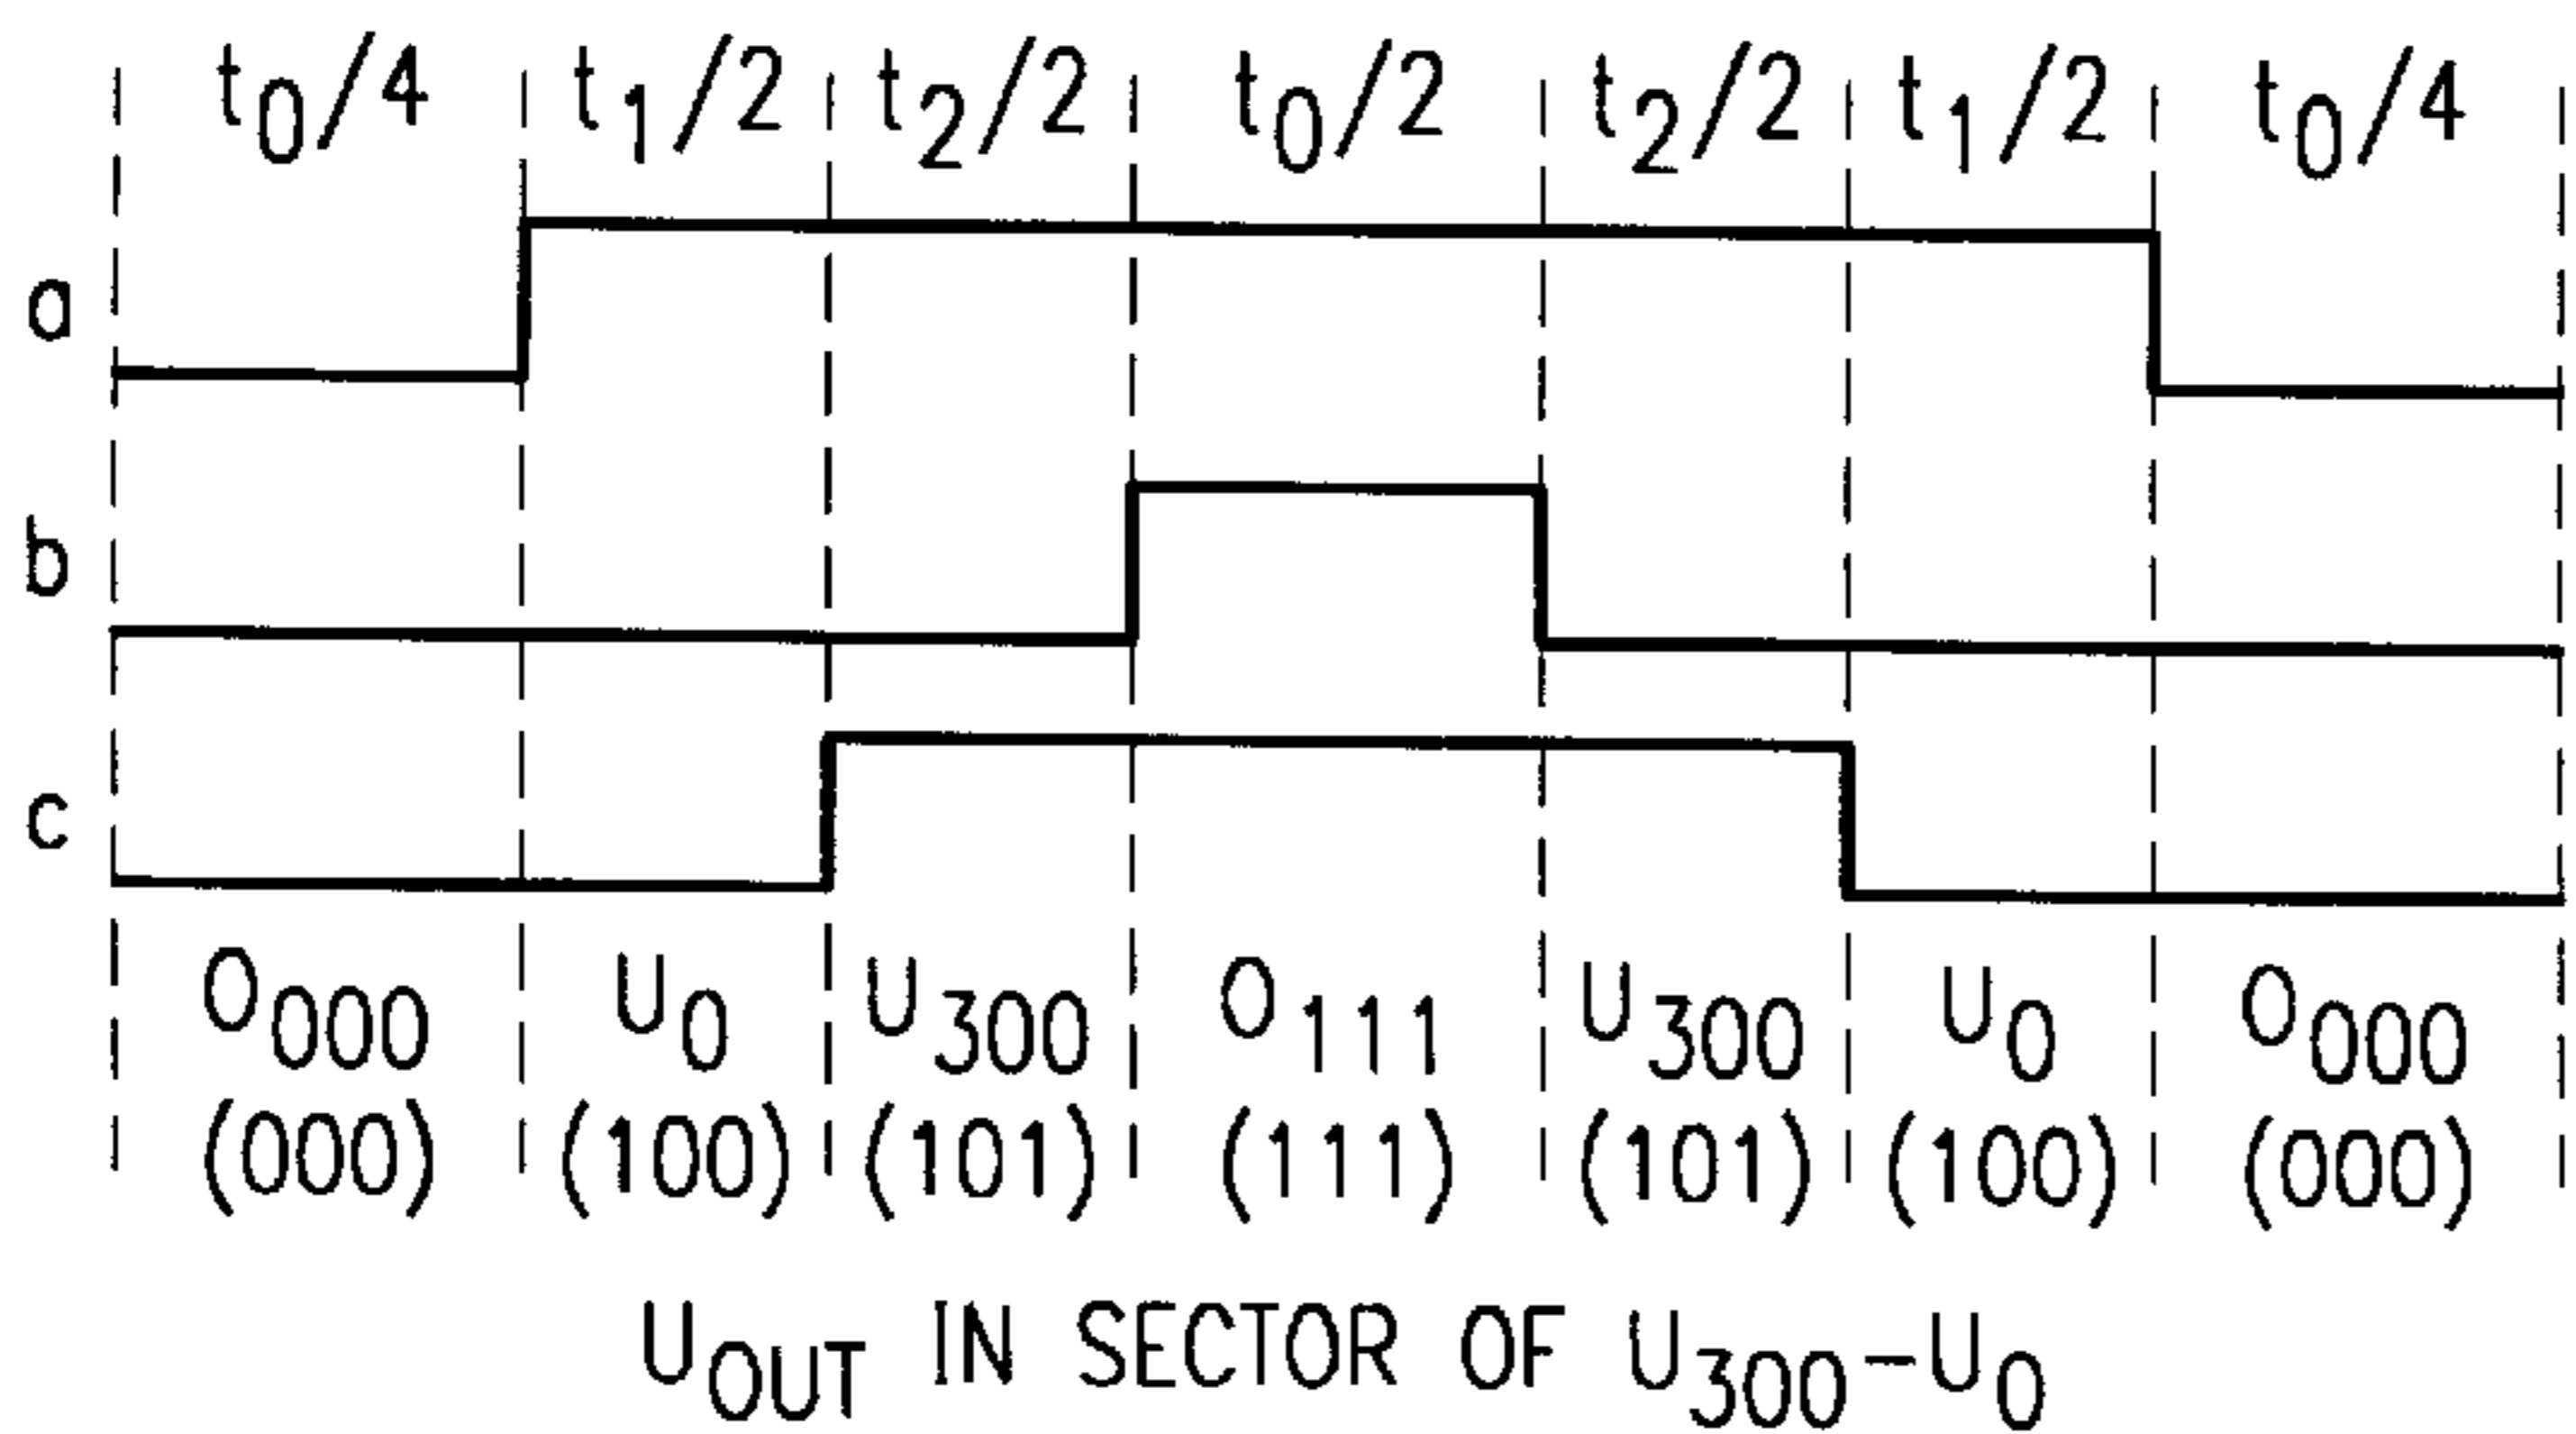 t0/4 t1/2 t2/2 t0/2 t2/2 t1/2 t0/4
a
b
c
O000 U0 U300 O111 U300 U0 O000
(000) (100) (101) (111) (101) (100) (000)
UOUT IN SECTOR OF U300-U0